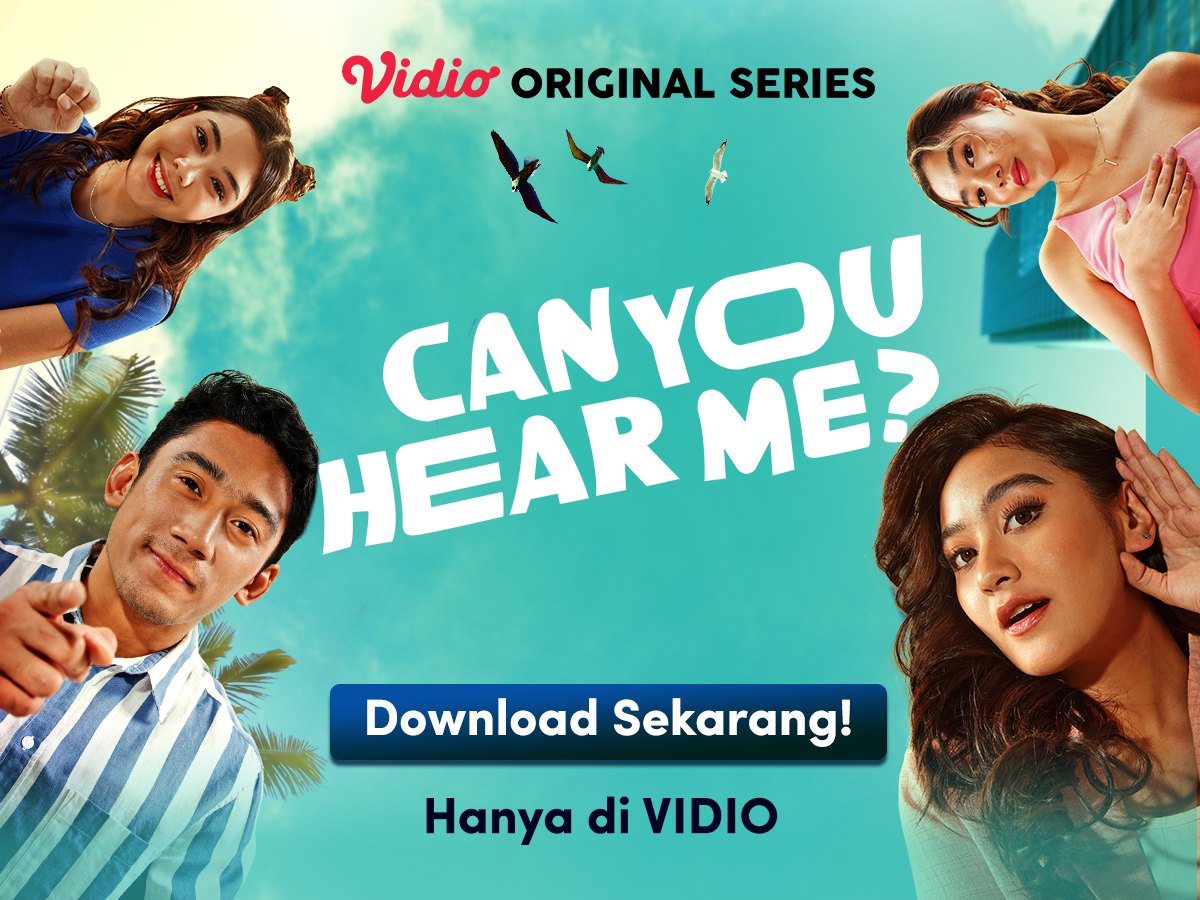 Vidio ORIGINAL SERIES
CAN YOU
HEAR ME?
Download Sekarang!
Hanya di VIDIO